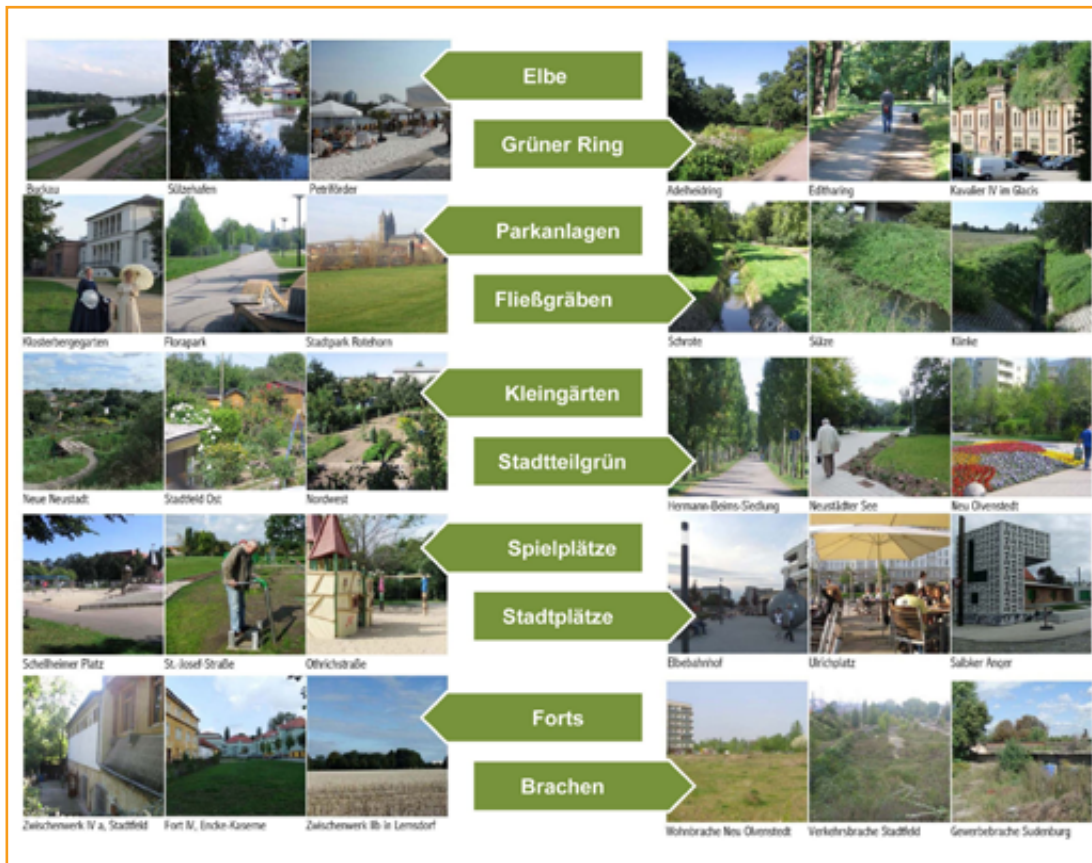 Elbe
Grüner Ring
Buckau
Sülzehafen
Petriförder
Adelheidring
Editharing
Kavalier IV im Glacis
Parkanlagen
Fließgräben
Klosterbergegarten
Florapark
Stadtpark Rotehorn
Schrote
Sülze
Klinke
Kleingärten
Stadtteilgrün
Neue Neustadt
Stadtfeld Ost
Nordwest
Hermann-Beims-Siedlung
Neustädter See
Neu Olvenstedt
Spielplätze
Stadtplätze
Schellheimer Platz
St.-Josef-Straße
Othrichstraße
Elbebahnhof
Ulrichplatz
Salbker Anger
Forts
Brachen
Zwischenwerk IV a, Stadtfeld
Fort IV, Encke-Kaserne
Zwischenwerk IIb in Lemsdorf
Wohnbrache Neu Olvenstedt
Verkehrsbrache Stadtfeld
Gewerbebrache Sudenburg